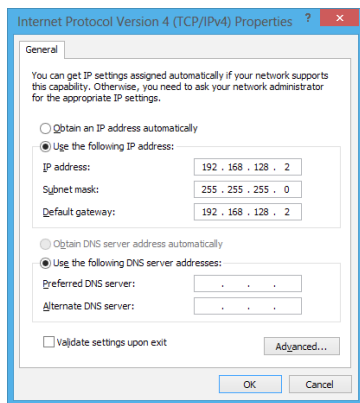 Internet Protocol Version 4 (TCP/IPv4) Properties ? ×
General
You can get IP settings assigned automatically if your network supports
this capability. Otherwise, you need to ask your network administrator
for the appropriate IP settings.
Obtain an IP address automatically
Use the following IP address:
IP address: 192 . 168 . 128 . 2
Subnet mask: 255 . 255 . 255 . 0
Default gateway: 192 . 168 . 128 . 2
Obtain DNS server address automatically
Use the following DNS server addresses:
Preferred DNS server: . . .
Alternate DNS server: . . .
Validate settings upon exit
Advanced...
OK Cancel